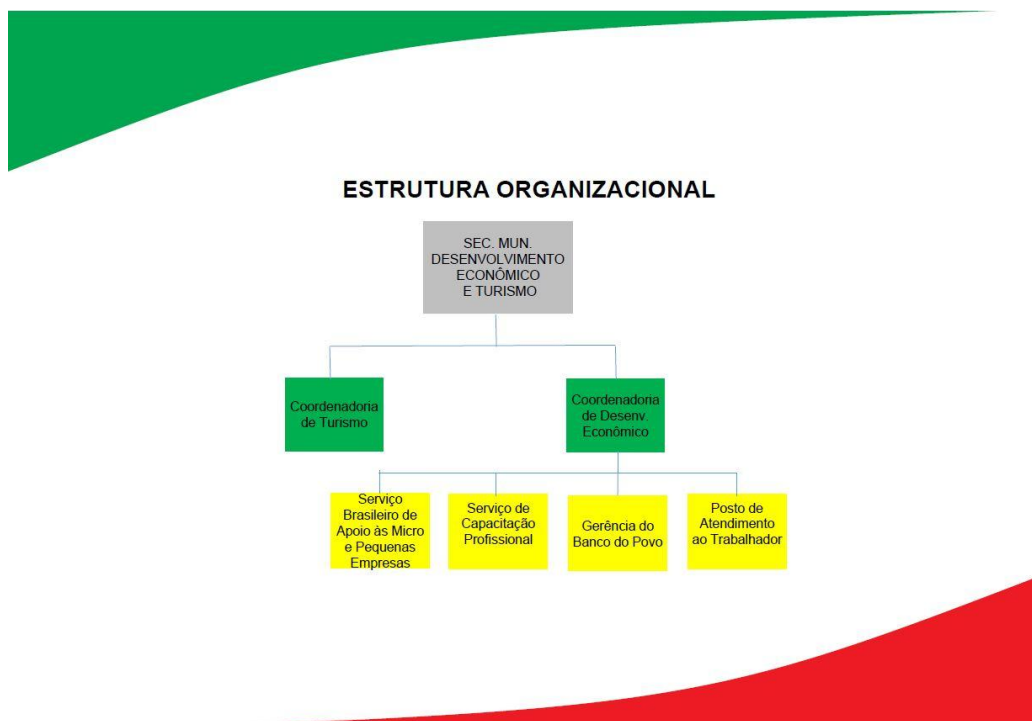 ESTRUTURA ORGANIZACIONAL
SEC. MUN.
DESENVOLVIMENTO
ECONÔMICO
E TURISMO
Coordenadoria
de Turismo
Coordenadoria
de Desenv.
Econômico
Serviço
Brasileiro de
Apoio às Micro
e Pequenas
Empresas
Serviço de
Capacitação
Profissional
Gerência do
Banco do Povo
Posto de
Atendimento
ao Trabalhador